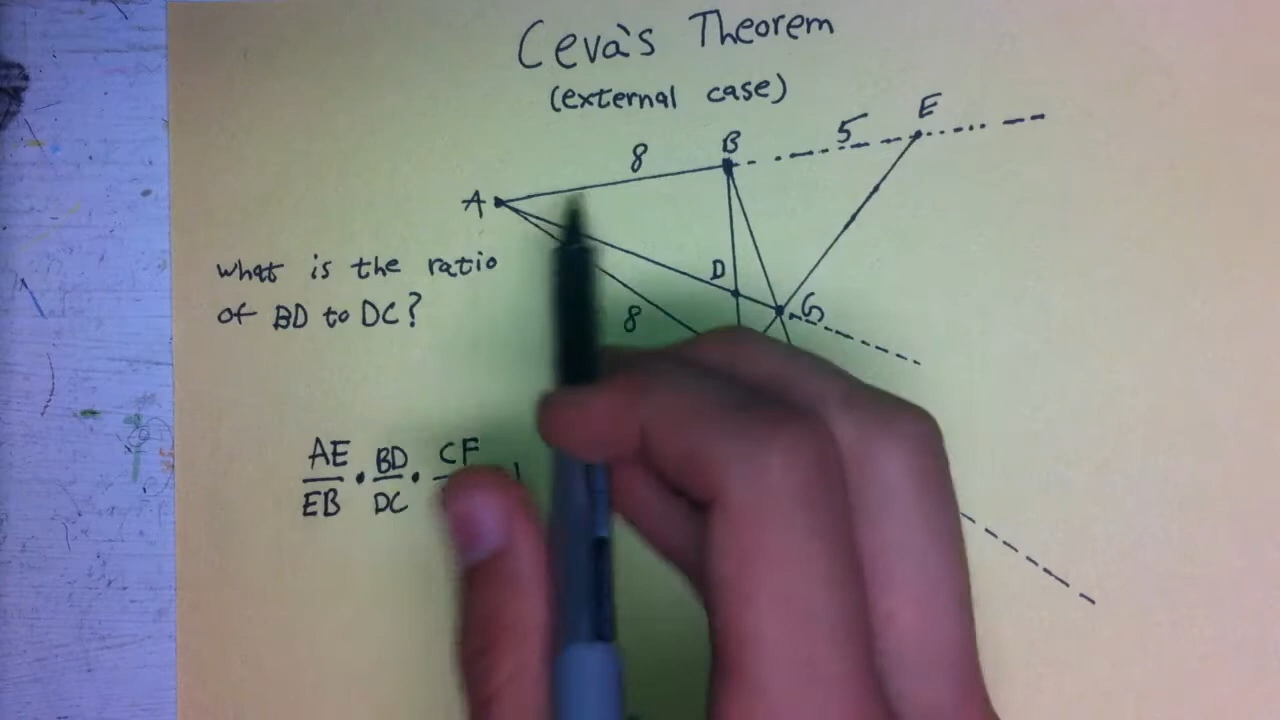 Ceva's Theorem
(external case)
E
5
B
8
A
what is the ratio
of BD to DC?
D
G
8
AE BD CF
EB DC